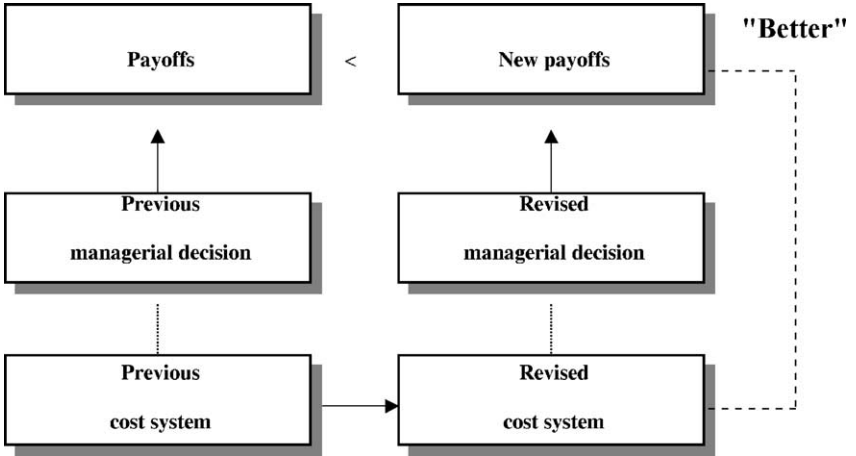 "Better"
Payoffs
<
New payoffs
Previous
managerial decision
Revised
managerial decision
Previous
cost system
Revised
cost system